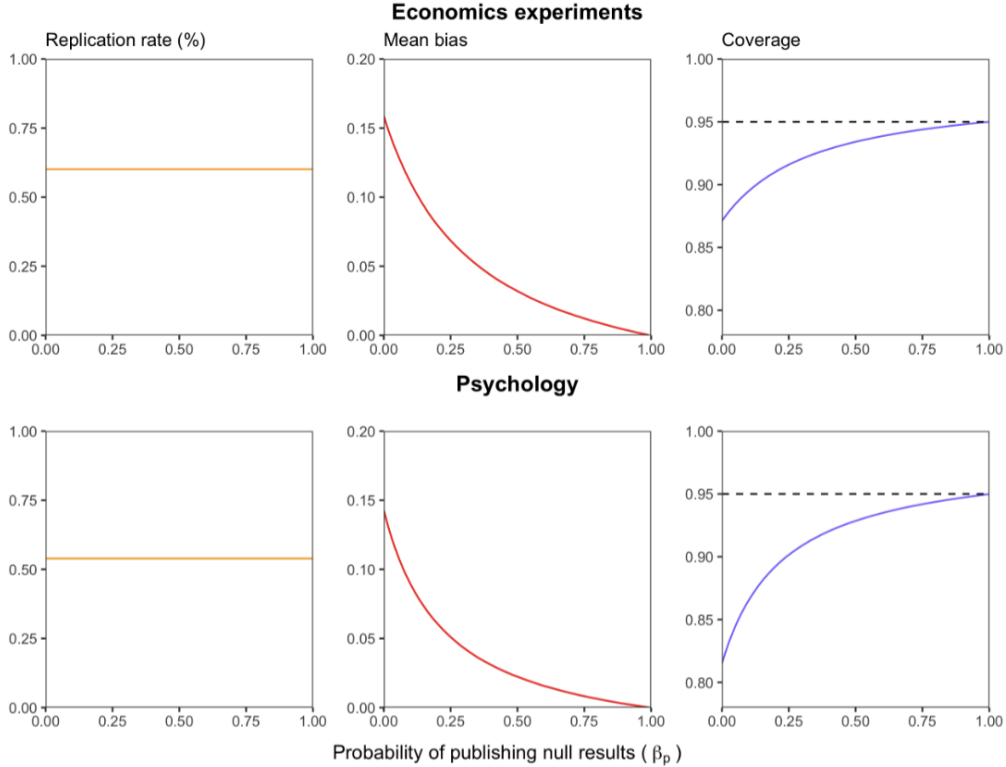 Economics experiments
Replication rate (%)
Mean bias
Coverage
1.00
0.75
0.50
0.25
0.00
0.00 0.25 0.50 0.75 1.00
0.20
0.15
0.10
0.05
0.00
0.00 0.25 0.50 0.75 1.00
1.00
0.95
0.90
0.85
0.80
0.00 0.25 0.50 0.75 1.00
Psychology
1.00
0.75
0.50
0.25
0.00
0.00 0.25 0.50 0.75 1.00
0.20
0.15
0.10
0.05
0.00
0.00 0.25 0.50 0.75 1.00
1.00
0.95
0.90
0.85
0.80
0.00 0.25 0.50 0.75 1.00
Probability of publishing null results ( βₚ )